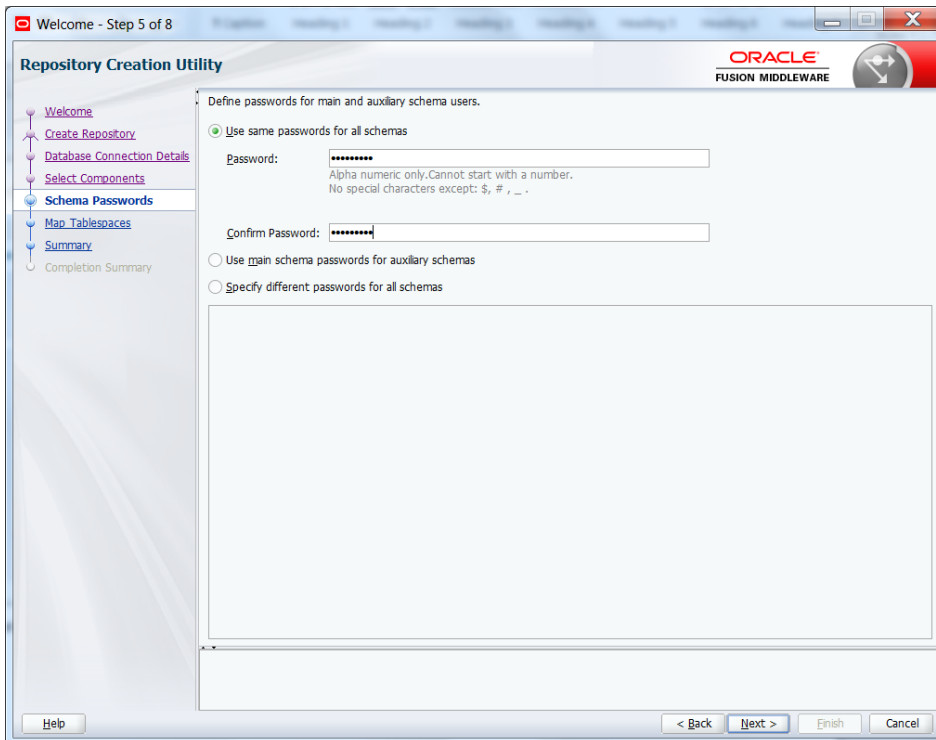 Welcome - Step 5 of 8
Repository Creation Utility
ORACLE
FUSION MIDDLEWARE
Welcome
Create Repository
Database Connection Details
Select Components
Schema Passwords
Map Tablespaces
Summary
Completion Summary
Define passwords for main and auxiliary schema users.
Use same passwords for all schemas
Password: •••••••••
Alpha numeric only.Cannot start with a number.
No special characters except: $, # , _ .
Confirm Password: •••••••••
Use main schema passwords for auxiliary schemas
Specify different passwords for all schemas
Help
< Back
Next >
Finish
Cancel